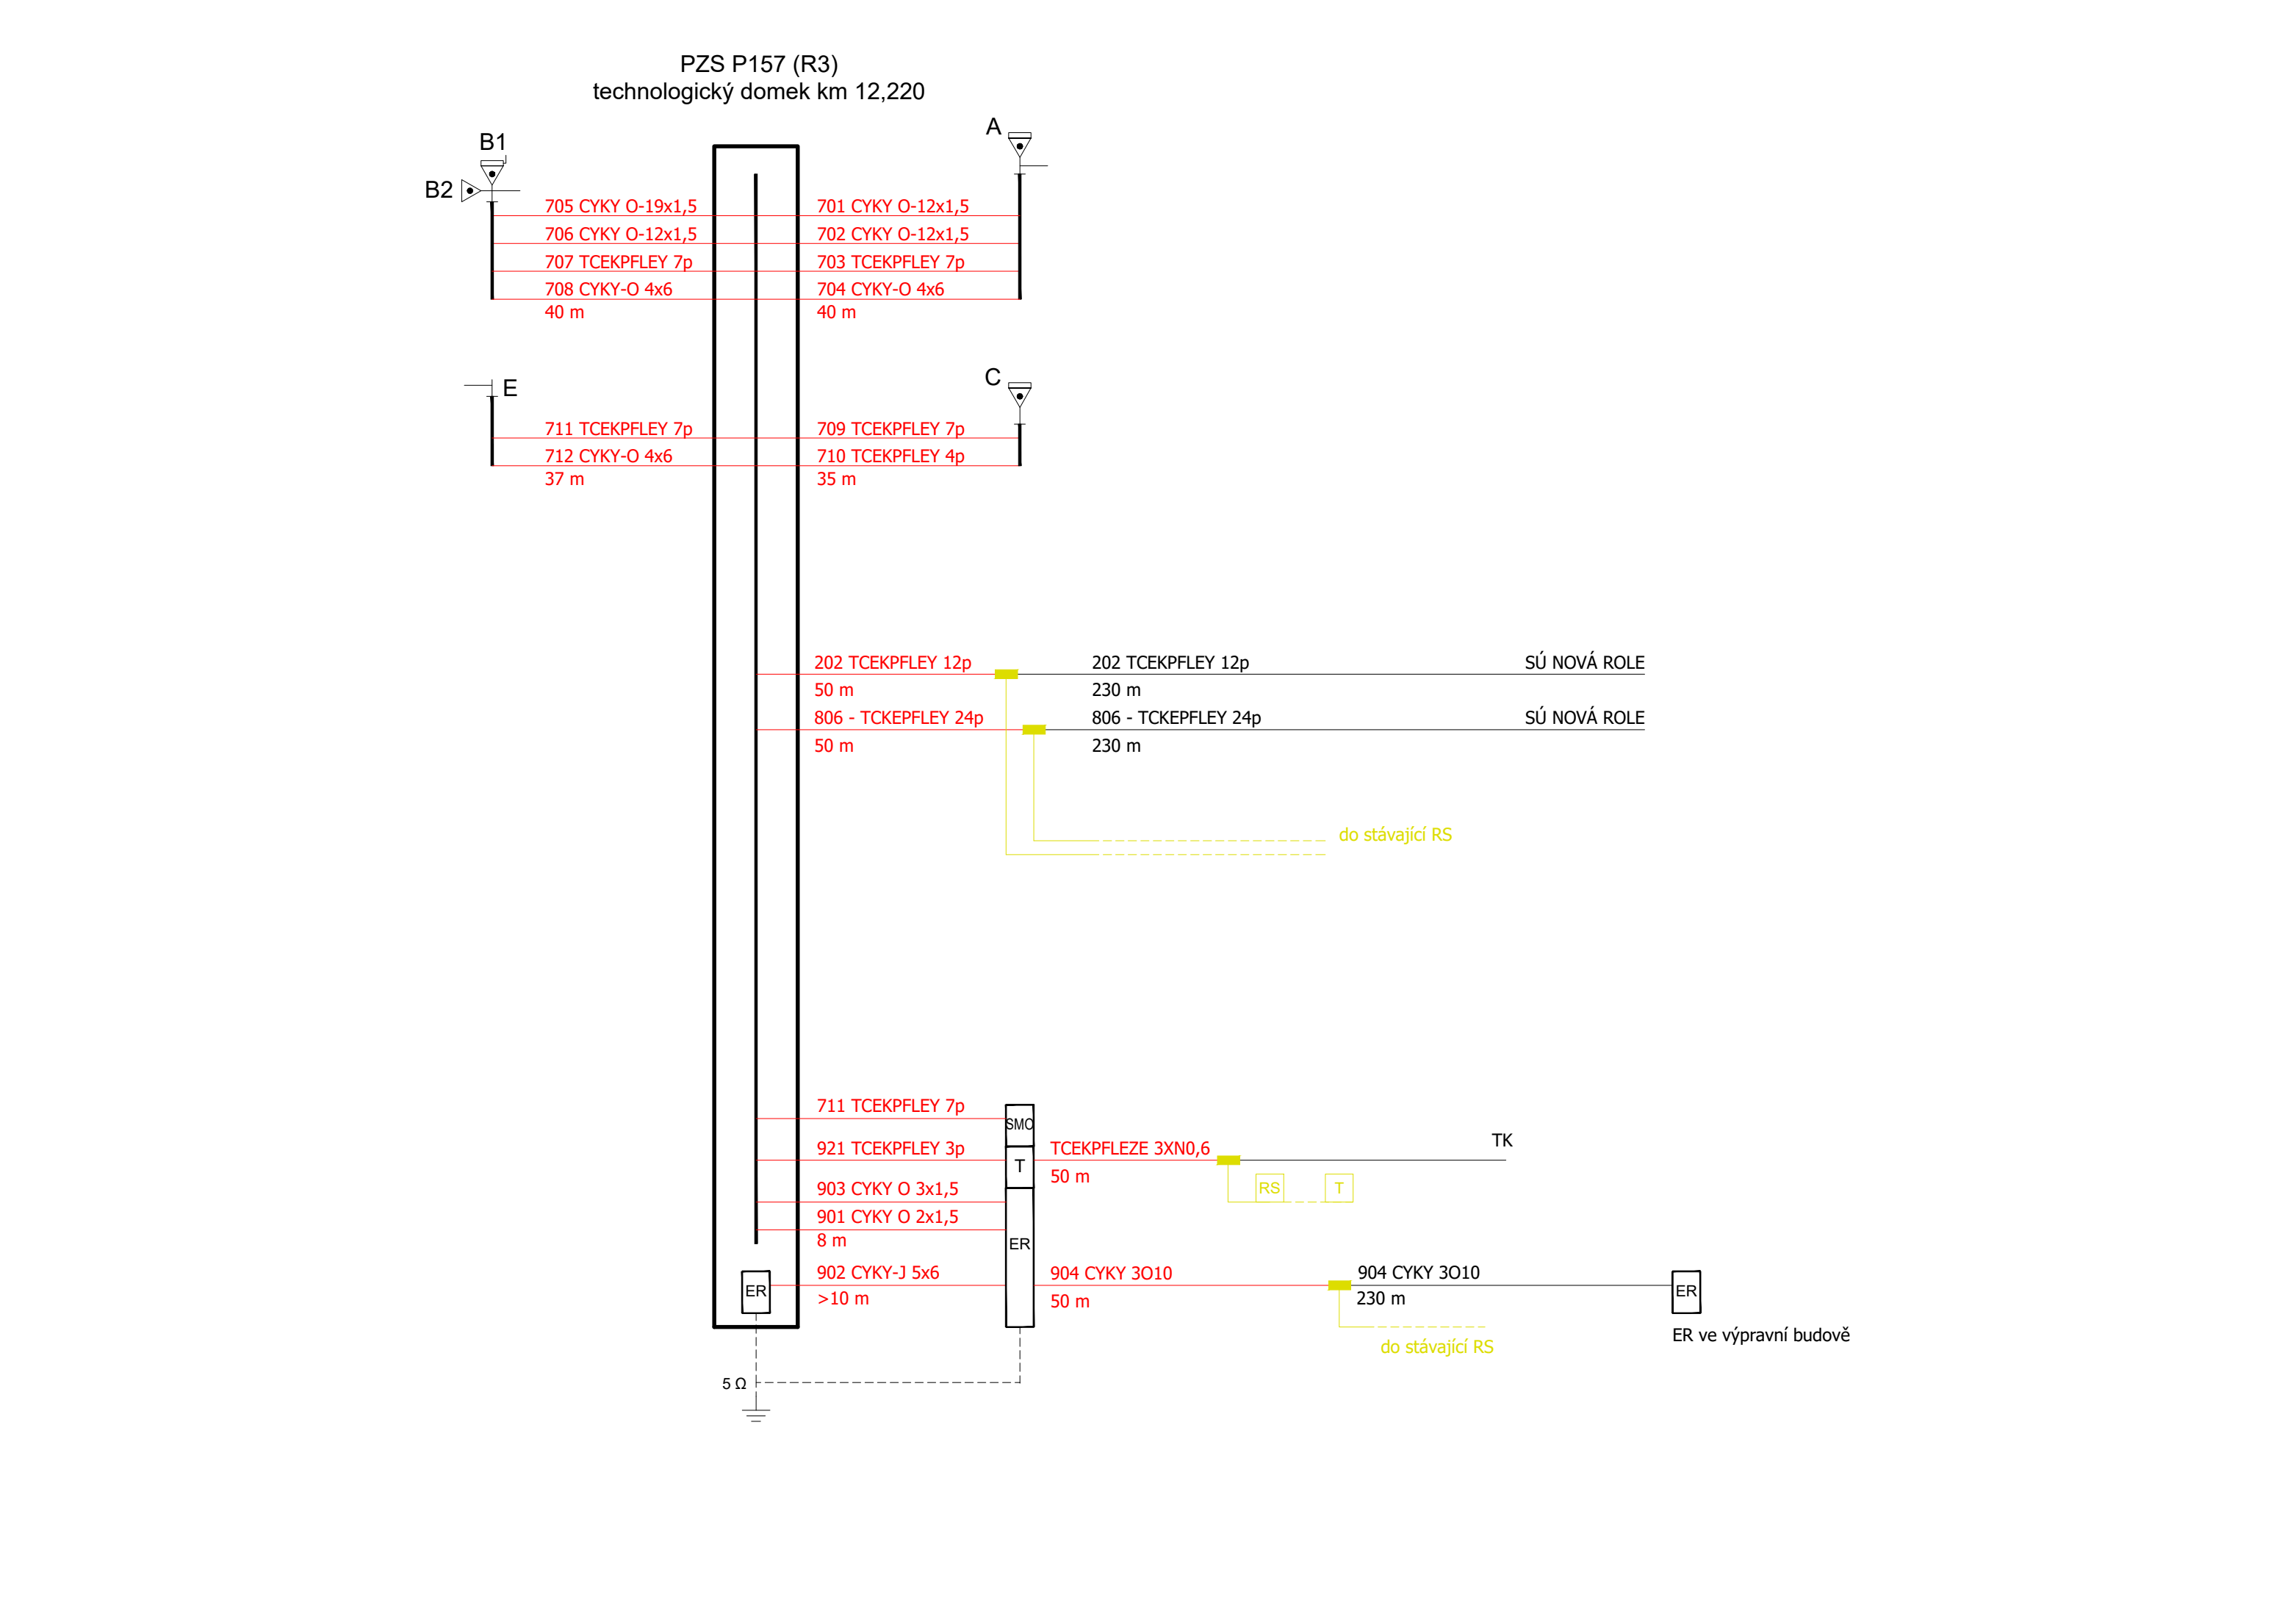 PZS P157 (R3)
technologický domek km 12,220
B1
B2
A
705 CYKY O-19x1,5
701 CYKY O-12x1,5
706 CYKY O-12x1,5
702 CYKY O-12x1,5
707 TCEKPFLEY 7p
703 TCEKPFLEY 7p
708 CYKY-O 4x6
704 CYKY-O 4x6
40 m
40 m
E
C
711 TCEKPFLEY 7p
709 TCEKPFLEY 7p
712 CYKY-O 4x6
710 TCEKPFLEY 4p
37 m
35 m
202 TCEKPFLEY 12p
202 TCEKPFLEY 12p
SÚ NOVÁ ROLE
50 m
230 m
806 - TCKEPFLEY 24p
806 - TCKEPFLEY 24p
SÚ NOVÁ ROLE
50 m
230 m
do stávající RS
711 TCEKPFLEY 7p
SMO
921 TCEKPFLEY 3p
T
TCEKPFLEZE 3XN0,6
TK
50 m
RS
T
903 CYKY O 3x1,5
901 CYKY O 2x1,5
8 m
ER
902 CYKY-J 5x6
904 CYKY 3O10
904 CYKY 3O10
ER
ER
>10 m
50 m
230 m
ER ve výpravní budově
do stávající RS
5 Ω